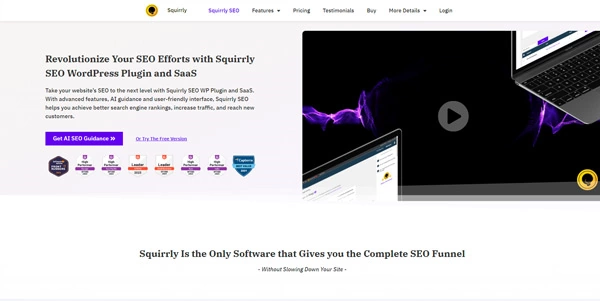 Squirrly
Squirrly SEO
Features
Pricing
Testimonials
Buy
More Details
Login
Revolutionize Your SEO Efforts with Squirrly
SEO WordPress Plugin and SaaS
Take your website's SEO to the next level with Squirrly SEO WP Plugin and SaaS.
With advanced features, AI guidance and user-friendly interface, Squirrly SEO
helps you achieve better search engine rankings, increase traffic, and reach new
customers.
Get AI SEO Guidance »
Or Try The Free Version
High Performer
High Performer
Leader
Leader
High Performer
High Performer
Capterra
Squirrly Is the Only Software that Gives you the Complete SEO Funnel
- Without Slowing Down Your Site -